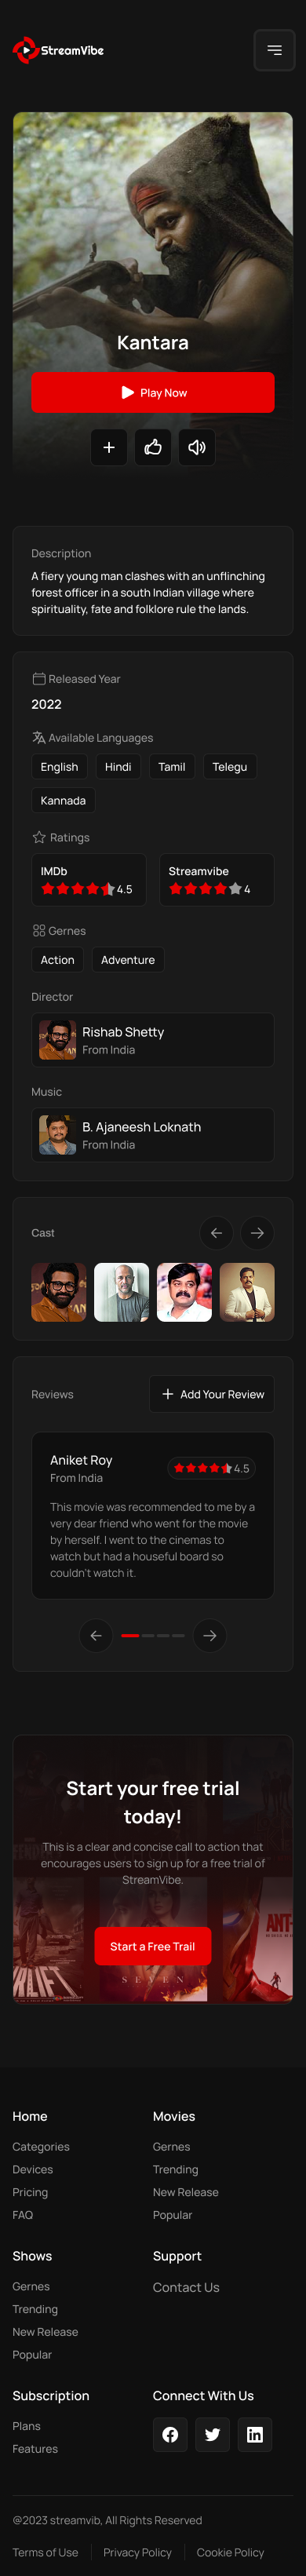 StreamVibe
Kantara
Play Now
Description
A fiery young man clashes with an unflinching
forest officer in a south Indian village where
spirituality, fate and folklore rule the lands.
Released Year
2022
Available Languages
English Hindi Tamil Telegu
Kannada
Ratings
IMDb
4.5
Streamvibe
4
Gernes
Action Adventure
Director
Rishab Shetty
From India
Music
B. Ajaneesh Loknath
From India
Cast
Reviews
Add Your Review
Aniket Roy
From India
4.5
This movie was recommended to me by a
very dear friend who went for the movie
by herself. I went to the cinemas to
watch but had a houseboat board so
couldn't watch it.
Start your free trial
today!
This is a clear and concise call to action that
encourages users to sign up for a free trial of
StreamVibe.
Start a Free Trail
SEVEN
Home
Categories
Devices
Pricing
FAQ
Movies
Gernes
Trending
New Release
Popular
Shows
Gernes
Trending
New Release
Popular
Support
Contact Us
Subscription
Plans
Features
Connect With Us
@2023 streamvib, All Rights Reserved
Terms of Use Privacy Policy Cookie Policy